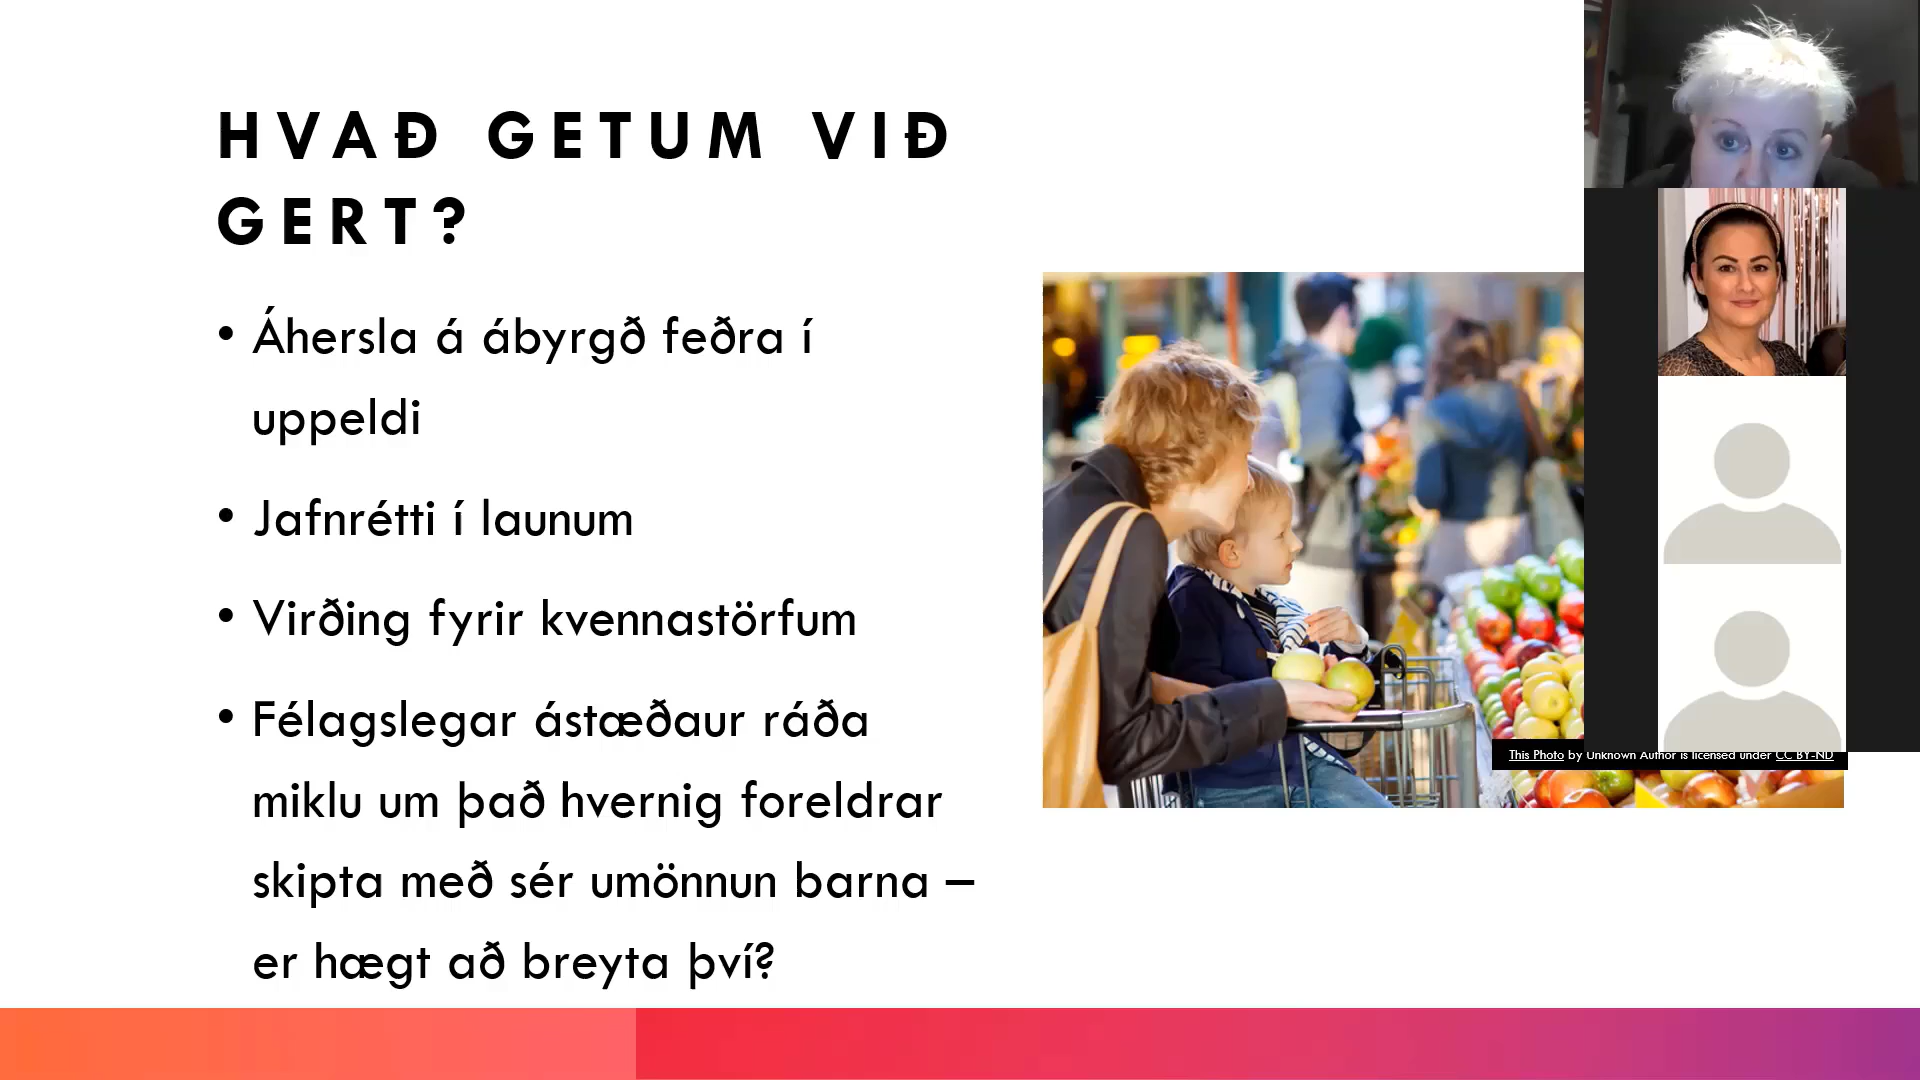 HVAÐ GETUM VIÐ
GERT?
• Áhersla á ábyrgð feðra í
uppeldi
• Jafnrétti í launum
• Virðing fyrir kvennastörfum
• Félagslegar ástæðaur ráða
miklu um það hvernig foreldrar
skipta með sér umönnun barna –
er hægt að breyta því?
This Photo by Unknown Author is licensed under CC BY-ND